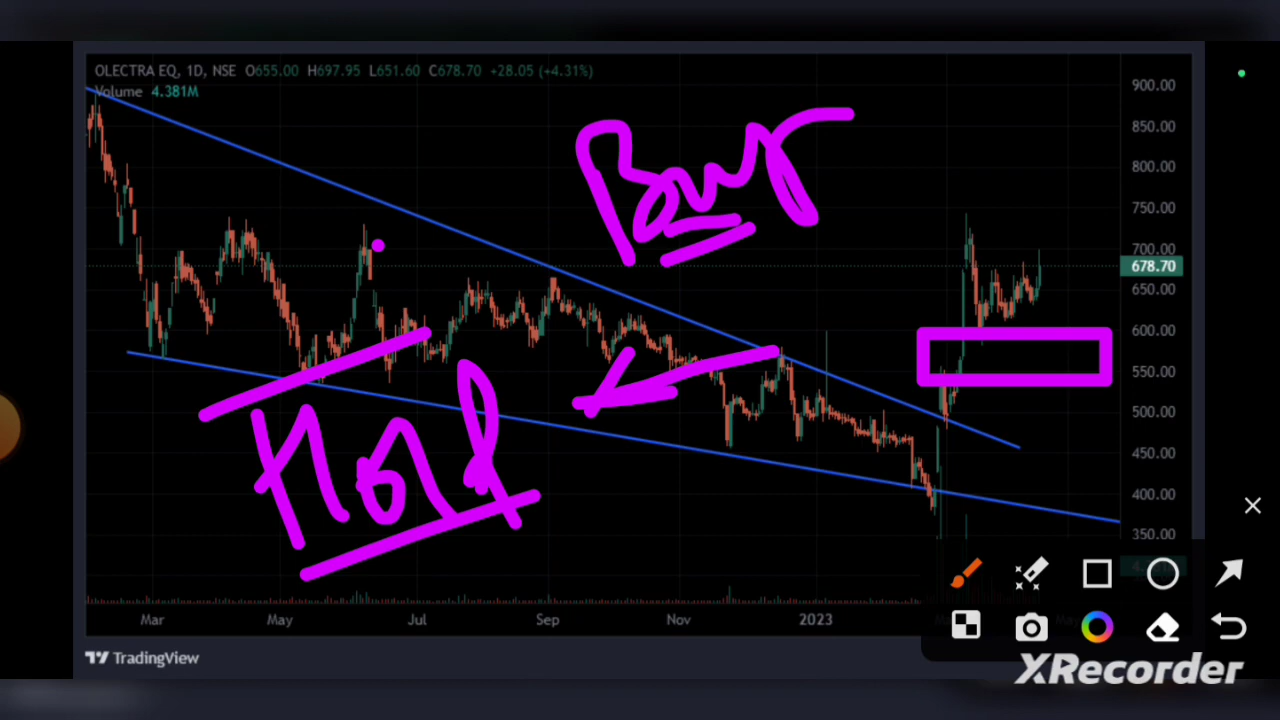 OLECTRA EQ, 1D, NSE O655.00 H697.95 L651.60 C678.70 +28.05 (+4.31%)
Volume 4.381M
900.00
850.00
800.00
750.00
700.00
678.70
650.00
600.00
550.00
500.00
450.00
400.00
350.00
Buy
Hold
Mar May Jul Sep Nov 2023
TradingView
XRecorder